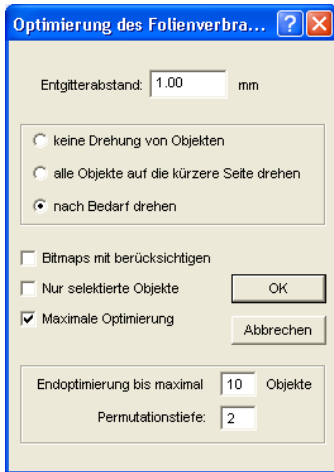 Optimierung des Folienverbra...
Entgitterabstand: 1.00 mm
keine Drehung von Objekten
alle Objekte auf die kürzere Seite drehen
nach Bedarf drehen
Bitmaps mit berücksichtigen
Nur selektierte Objekte
OK
Maximale Optimierung
Abbrechen
Endoptimierung bis maximal 10 Objekte
Permutationstiefe: 2